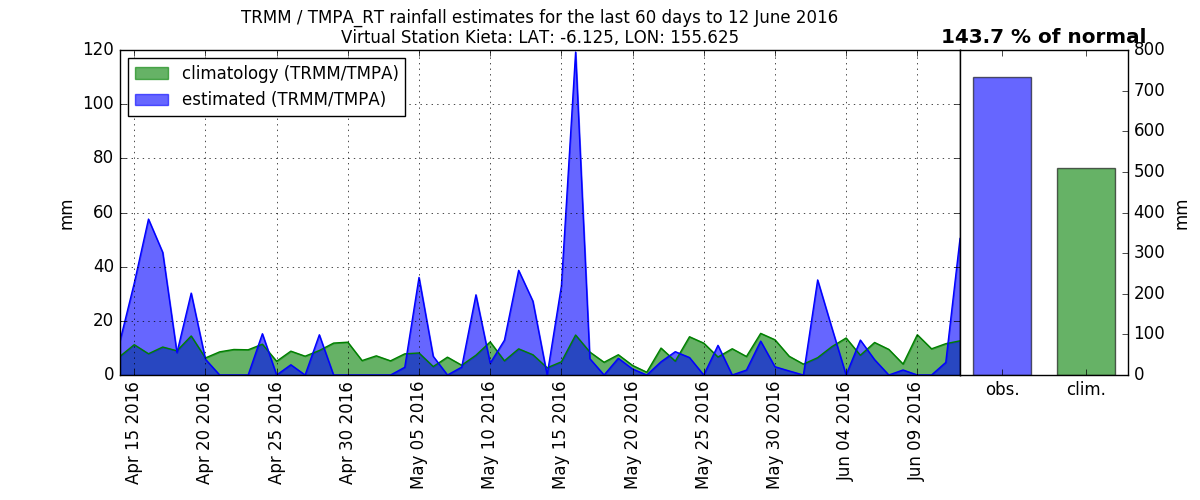 TRMM / TMPA_RT rainfall estimates for the last 60 days to 12 June 2016
Virtual Station Kieta: LAT: -6.125, LON: 155.625
143.7 % of normal
climatology (TRMM/TMPA)
estimated (TRMM/TMPA)
mm
120
100
80
60
40
20
0
Apr 15 2016
Apr 20 2016
Apr 25 2016
Apr 30 2016
May 05 2016
May 10 2016
May 15 2016
May 20 2016
May 25 2016
May 30 2016
Jun 04 2016
Jun 09 2016
obs.
clim.
800
700
600
500
400
300
200
100
0
mm